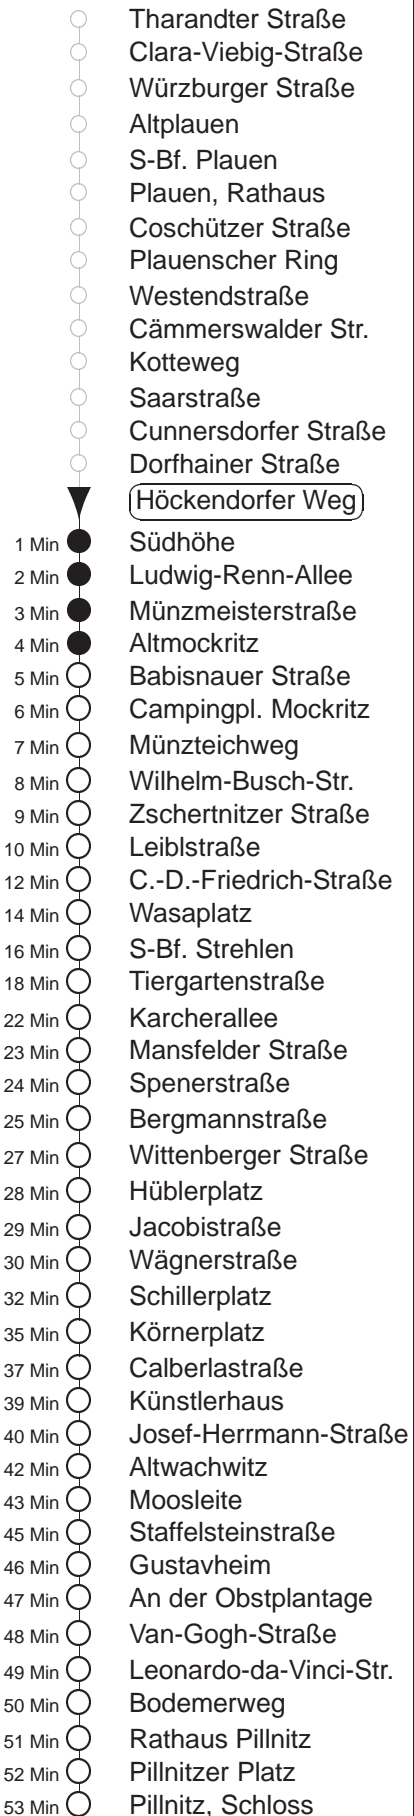 Tharandter Straße
Clara-Viebig-Straße
Würzburger Straße
Altplauen
S-Bf. Plauen
Plauen, Rathaus
Coschützer Straße
Plauenscher Ring
Westendstraße
Cämmerswalder Str.
Kotteweg
Saarstraße
Cunnersdorfer Straße
Dorfhainer Straße
Höckendorfer Weg
1 Min Südhöhe
2 Min Ludwig-Renn-Allee
3 Min Münzmeisterstraße
4 Min Altmockritz
5 Min Babisnauer Straße
6 Min Campingpl. Mockritz
7 Min Münzteichweg
8 Min Wilhelm-Busch-Str.
9 Min Zschertnitzer Straße
10 Min Leiblstraße
12 Min C.-D.-Friedrich-Straße
14 Min Wasaplatz
16 Min S-Bf. Strehlen
18 Min Tiergartenstraße
22 Min Karcherallee
23 Min Mansfelder Straße
24 Min Spenerstraße
25 Min Bergmannstraße
27 Min Wittenberger Straße
28 Min Hüblerplatz
29 Min Jacobistraße
30 Min Wägnerstraße
32 Min Schillerplatz
35 Min Körnerplatz
37 Min Calberlastraße
39 Min Künstlerhaus
40 Min Josef-Herrmann-Straße
42 Min Altwachwitz
43 Min Moosleite
45 Min Staffelsteinstraße
46 Min Gustavheim
47 Min An der Obstplantage
48 Min Van-Gogh-Straße
49 Min Leonardo-da-Vinci-Str.
50 Min Bodemerweg
51 Min Rathaus Pillnitz
52 Min Pillnitzer Platz
53 Min Pillnitz, Schloss